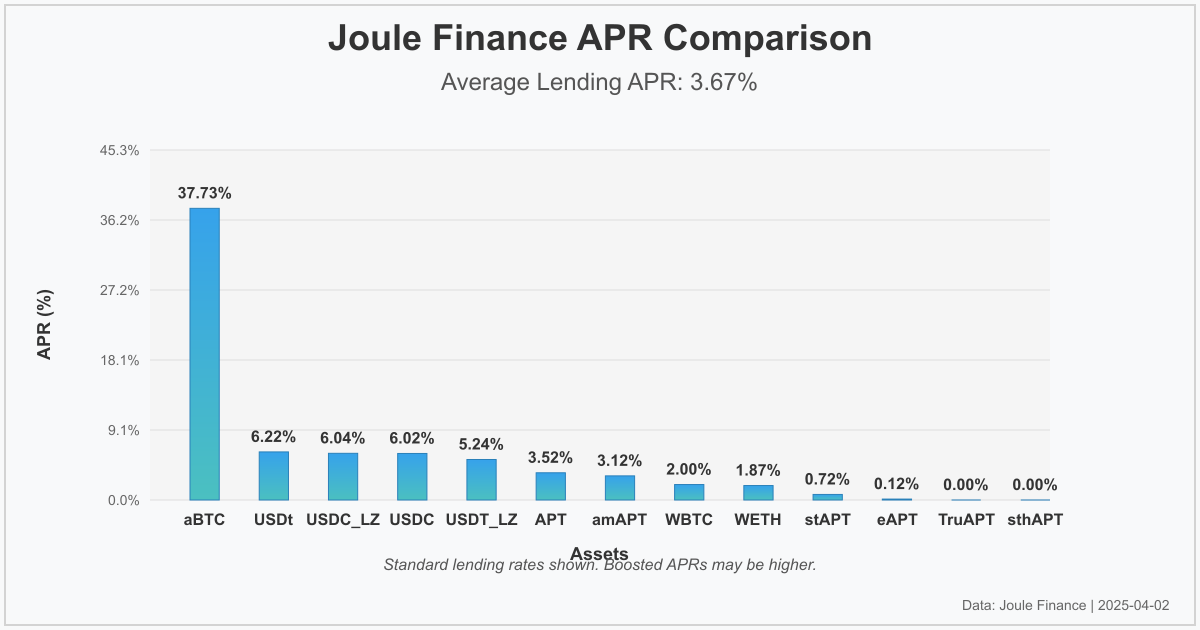 Joule Finance APR Comparison
Average Lending APR: 3.67%
45.3%
36.2%
27.2%
18.1%
9.1%
0.0%
APR (%)
37.73%
6.22%
6.04%
6.02%
5.24%
3.52%
3.12%
2.00%
1.87%
0.72%
0.12%
0.00%
0.00%
aBTC USDt USDC_LZ USDC USDT_LZ APT amAPT WBTC WETH stAPT eAPT TruAPT sthAPT
Assets
Standard lending rates shown. Boosted APRs may be higher.
Data: Joule Finance | 2025-04-02